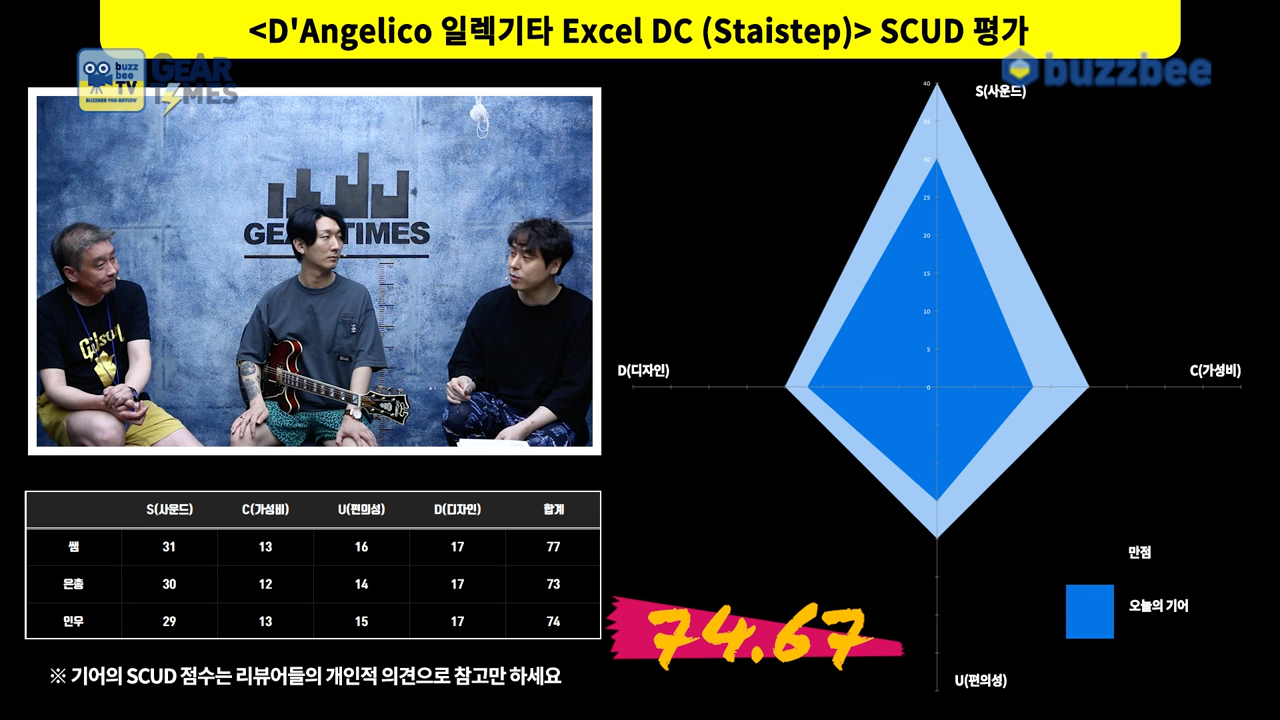 <D'Angelico 일렉기타 Excel DC (Staistep)> SCUD 평가
buzz
bee
TV
BUZZBEE YOU REVIEW
GEAR
TIMES
buzzbee
GEAR TIMES
Gibson
S(사운드)
40
35
30
25
20
15
10
5
0
D(디자인)
C(가성비)
U(편의성)
만점
오늘의 기어
S(사운드) C(가성비) U(편의성) D(디자인) 합계
쌤 31 13 16 17 77
은총 30 12 14 17 73
민우 29 13 15 17 74
74.67
※ 기어의 SCUD 점수는 리뷰어들의 개인적 의견으로 참고만 하세요